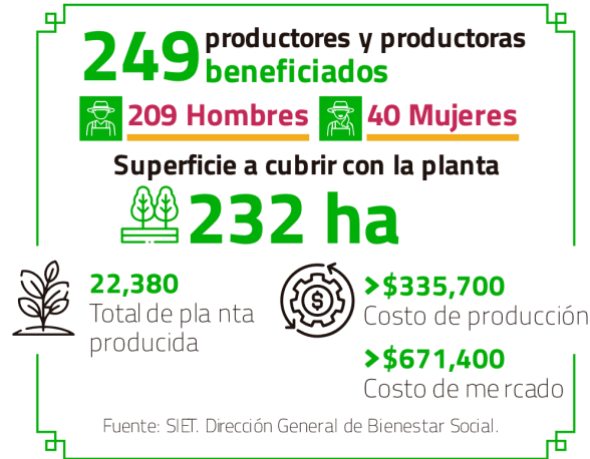 249 productores y productoras
beneficiados
209 Hombres 40 Mujeres
Superficie a cubrir con la planta
232 ha
22,380
Total de pla nta
producida
$
>$335,700
Costo de producción
>$671,400
Costo de mercado
Fuente: SIET. Dirección General de Bienestar Social.